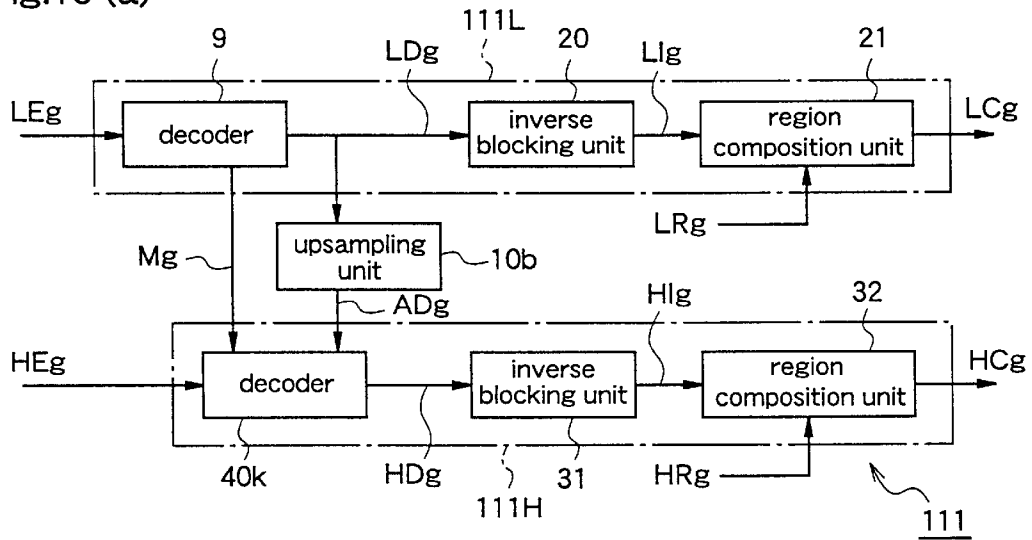 111L
9
LDg
20
LIg
21
LEg
decoder
inverse
blocking unit
region
composition unit
LCg
LRg
Mg
upsampling
unit
10b
ADg
HIg
32
HEg
decoder
inverse
blocking unit
region
composition unit
HCg
40k
HDg
31
HRg
111H
111